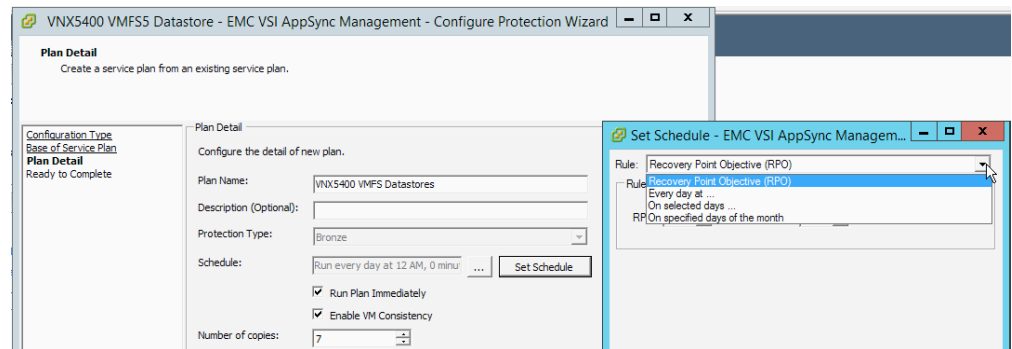 VNX5400 VMFS5 Datastore - EMC VSI AppSync Management - Configure Protection Wizard
Plan Detail
Create a service plan from an existing service plan.
Configuration Type
Base of Service Plan
Plan Detail
Ready to Complete
Plan Detail
Configure the detail of new plan.
Plan Name:
VNX5400 VMFS Datastores
Description (Optional):
Protection Type:
Bronze
Schedule:
Run every day at 12 AM, 0 minut
...
Set Schedule
Run Plan Immediately
Enable VM Consistency
Number of copies:
7
Set Schedule - EMC VSI AppSync Managem...
Rule:
Recovery Point Objective (RPO)
Rule
Recovery Point Objective (RPO)
Every day at ...
On selected days ...
RP
On specified days of the month